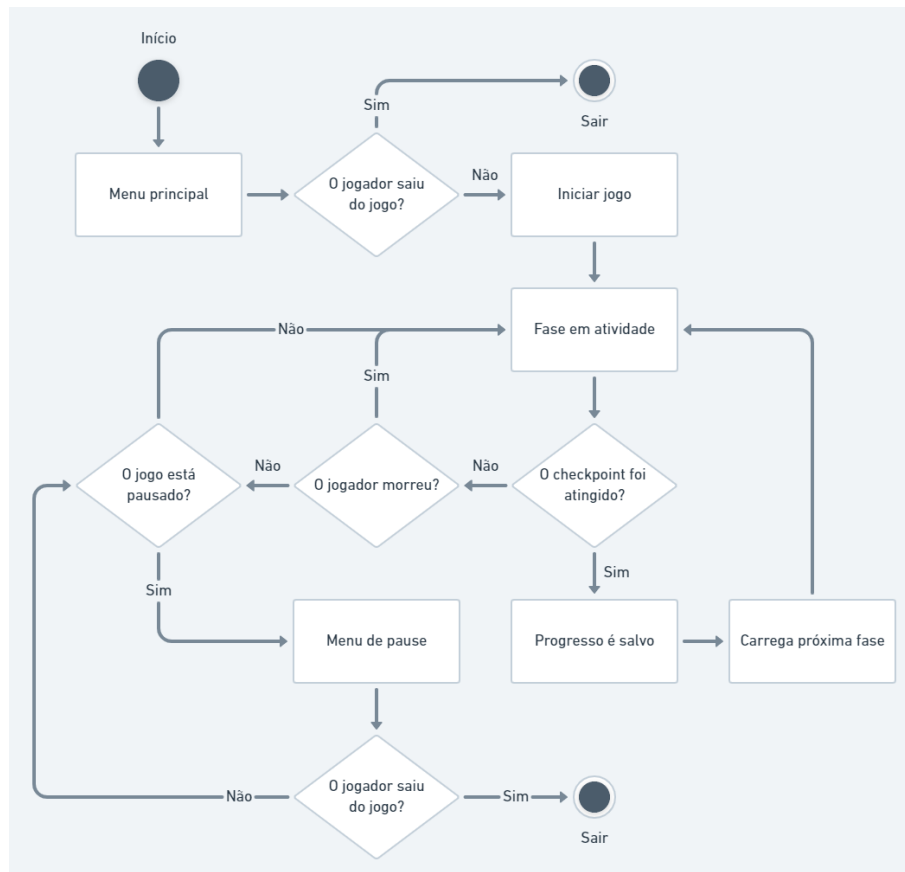 Início
Sim
Sair
Menu principal
O jogador saiu
do jogo?
Não
Iniciar jogo
Não
Fase em atividade
Sim
O jogo está
pausado?
Não
O jogador morreu?
Não
O checkpoint foi
atingido?
Sim
Sim
Menu de pause
Progresso é salvo
Carrega próxima fase
O jogador saiu
do jogo?
Não
Sim
Sair